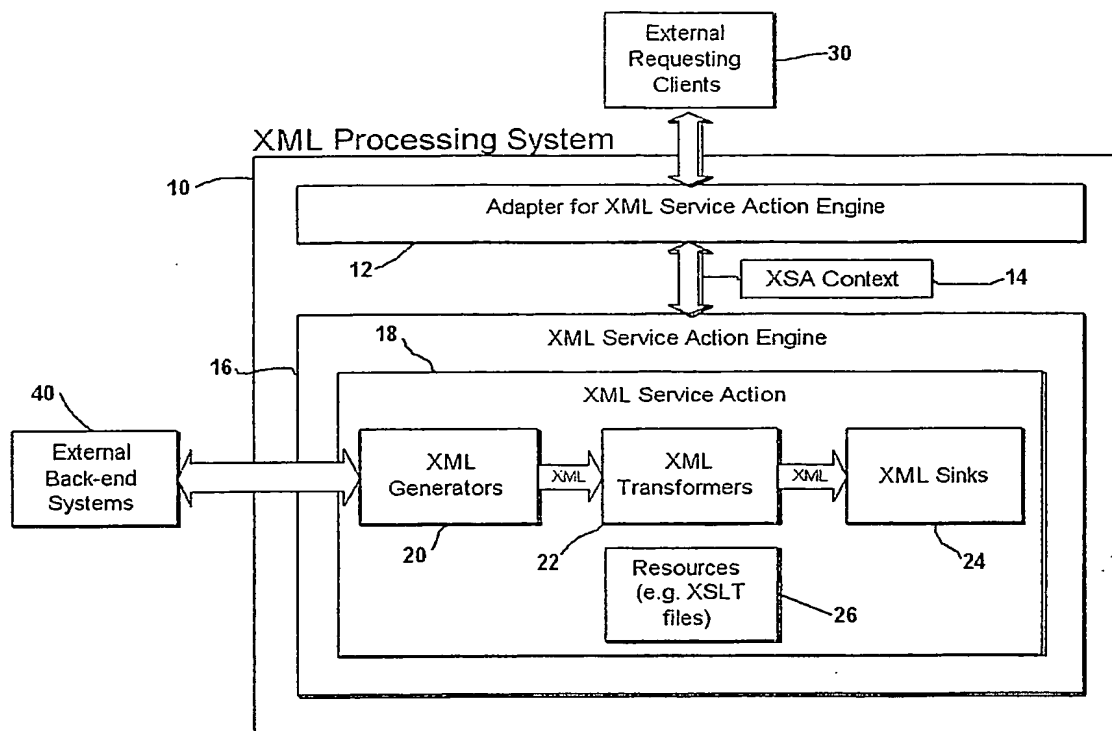 External
Requesting
Clients
30
XML Processing System
10
Adapter for XML Service Action Engine
12
XSA Context
14
XML Service Action Engine
16
18
XML Service Action
40
External
Back-end
Systems
XML
Generators
XML
XML
Transformers
XML
XML Sinks
20
22
24
Resources
(e.g. XSLT
files)
26